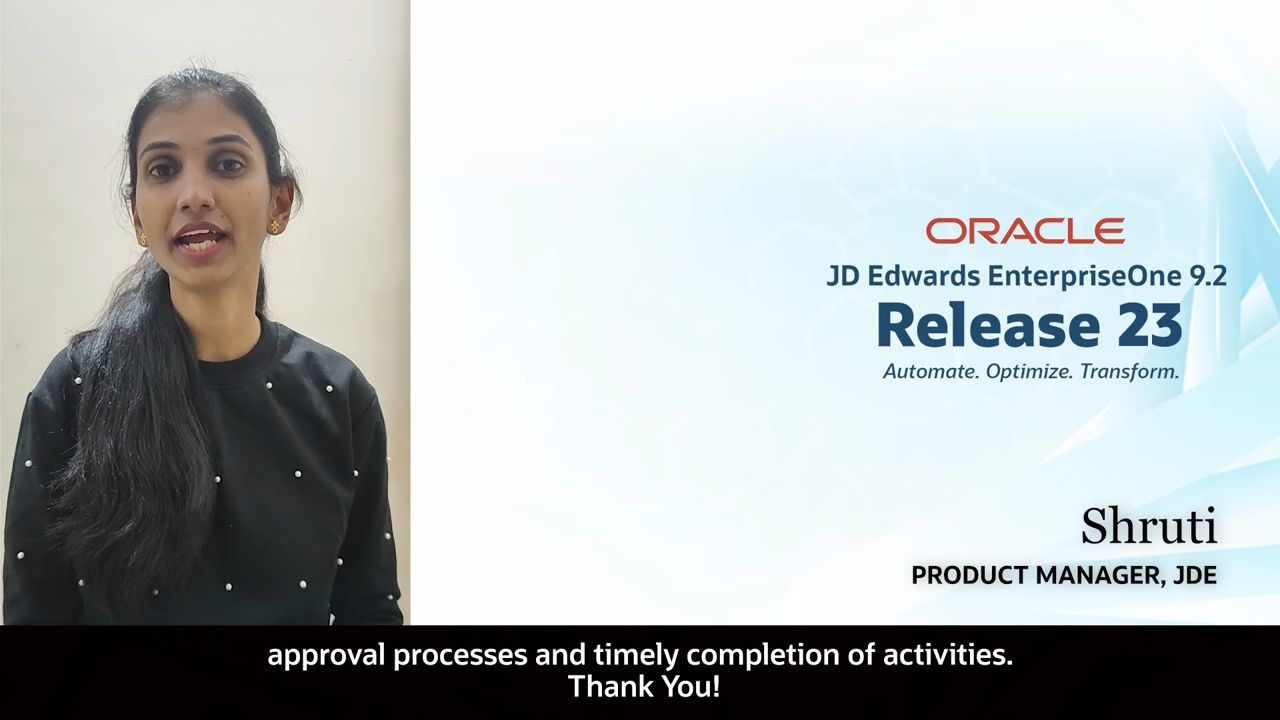 ORACLE
JD Edwards EnterpriseOne 9.2
Release 23
Automate. Optimize. Transform.
Shruti
PRODUCT MANAGER, JDE
approval processes and timely completion of activities.
Thank You!